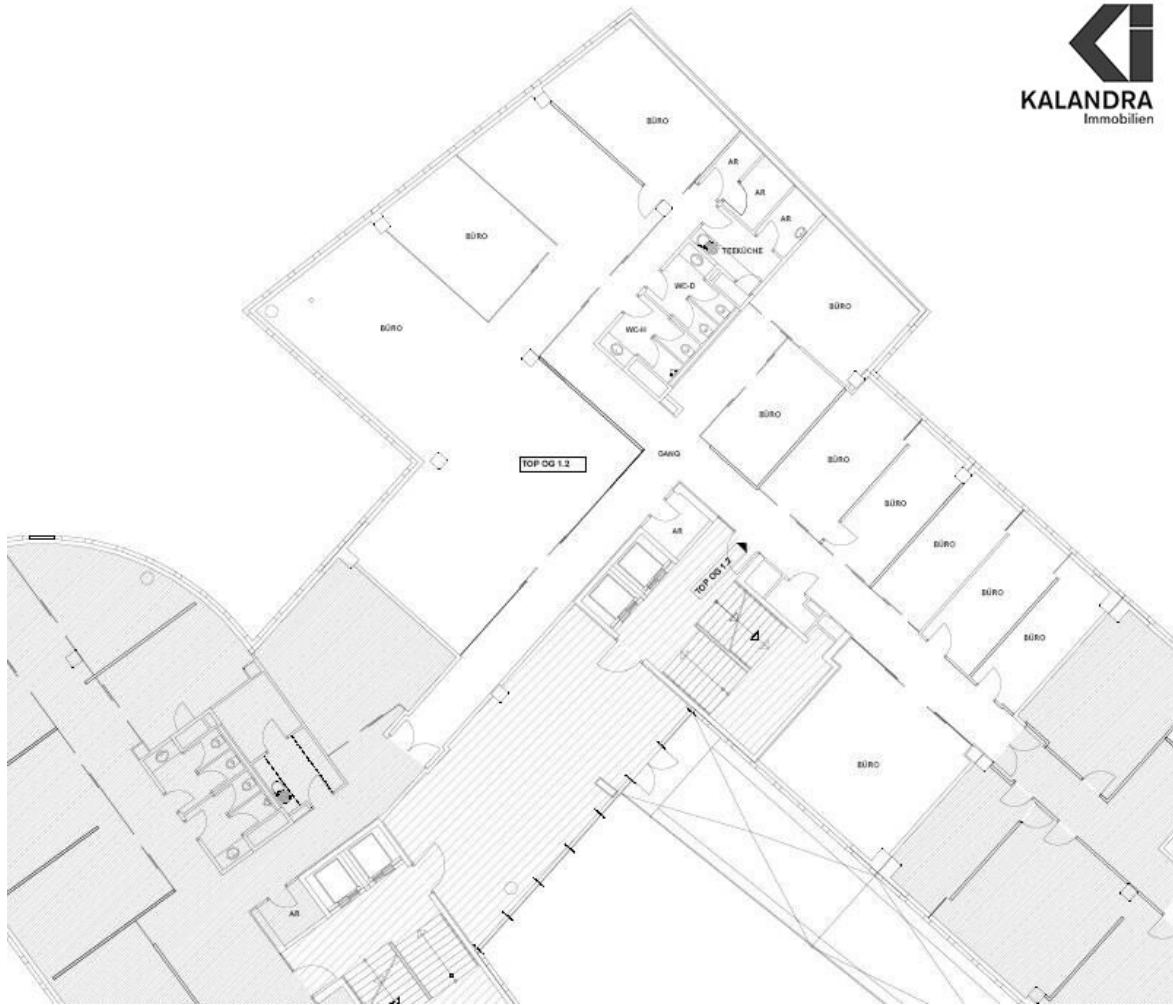 KALANDRA
Immobilien
BÜRO
AR
AR
AR
BÜRO
TEEKÜCHE
WC-D
BÜRO
BÜRO
WC-H
BÜRO
GANG
TOP OG 1.2
BÜRO
BÜRO
AR
BÜRO
TOP OG 1.2
BÜRO
BÜRO
BÜRO
AR